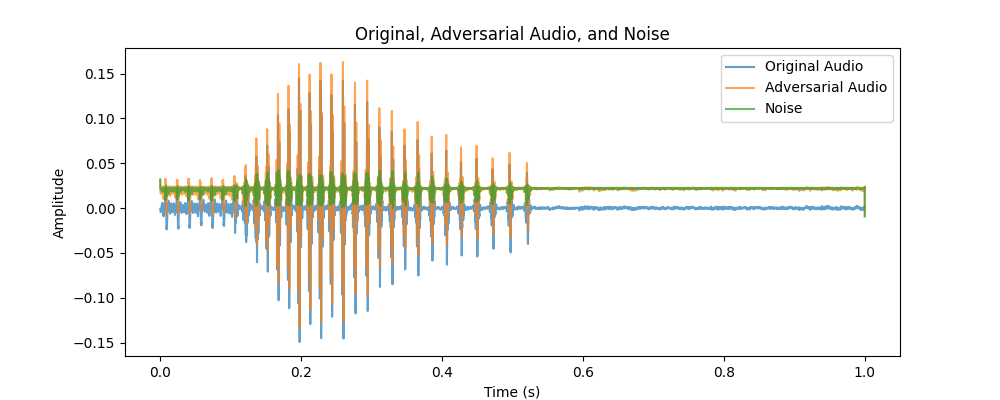 Original, Adversarial Audio, and Noise
Original Audio
Adversarial Audio
Noise
Amplitude
0.15
0.10
0.05
0.00
−0.05
−0.10
−0.15
0.0 0.2 0.4 0.6 0.8 1.0
Time (s)